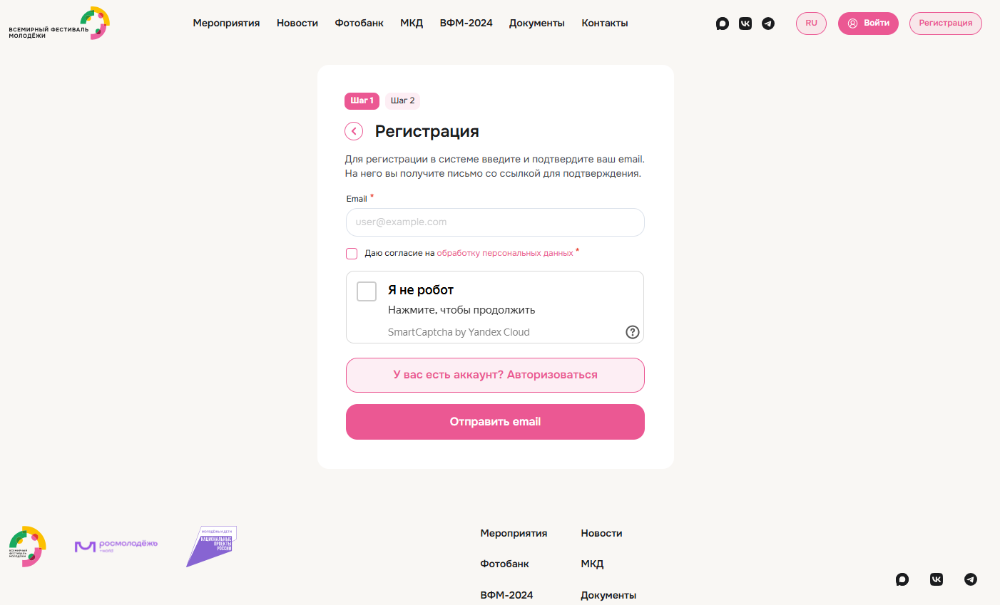 ВСЕМИРНЫЙ ФЕСТИВАЛЬ
МОЛОДЁЖИ
Мероприятия Новости Фотобанк МКД ВФМ-2024 Документы Контакты
RU Войти Регистрация
Шаг 1 Шаг 2
Регистрация
Для регистрации в системе введите и подтвердите ваш email.
На него вы получите письмо со ссылкой для подтверждения.
Email *
user@example.com
Даю согласие на обработку персональных данных *
Я не робот
Нажмите, чтобы продолжить
SmartCaptcha by Yandex Cloud
У вас есть аккаунт? Авторизоваться
Отправить email
ВСЕМИРНЫЙ
ФЕСТИВАЛЬ
МОЛОДЁЖИ
росмолодёжь
МОЛОДЁЖЬ И ДЕТИ
НАЦИОНАЛЬНЫЕ
ПРОЕКТЫ
РОССИИ
Мероприятия Новости
Фотобанк МКД
ВФМ-2024 Документы